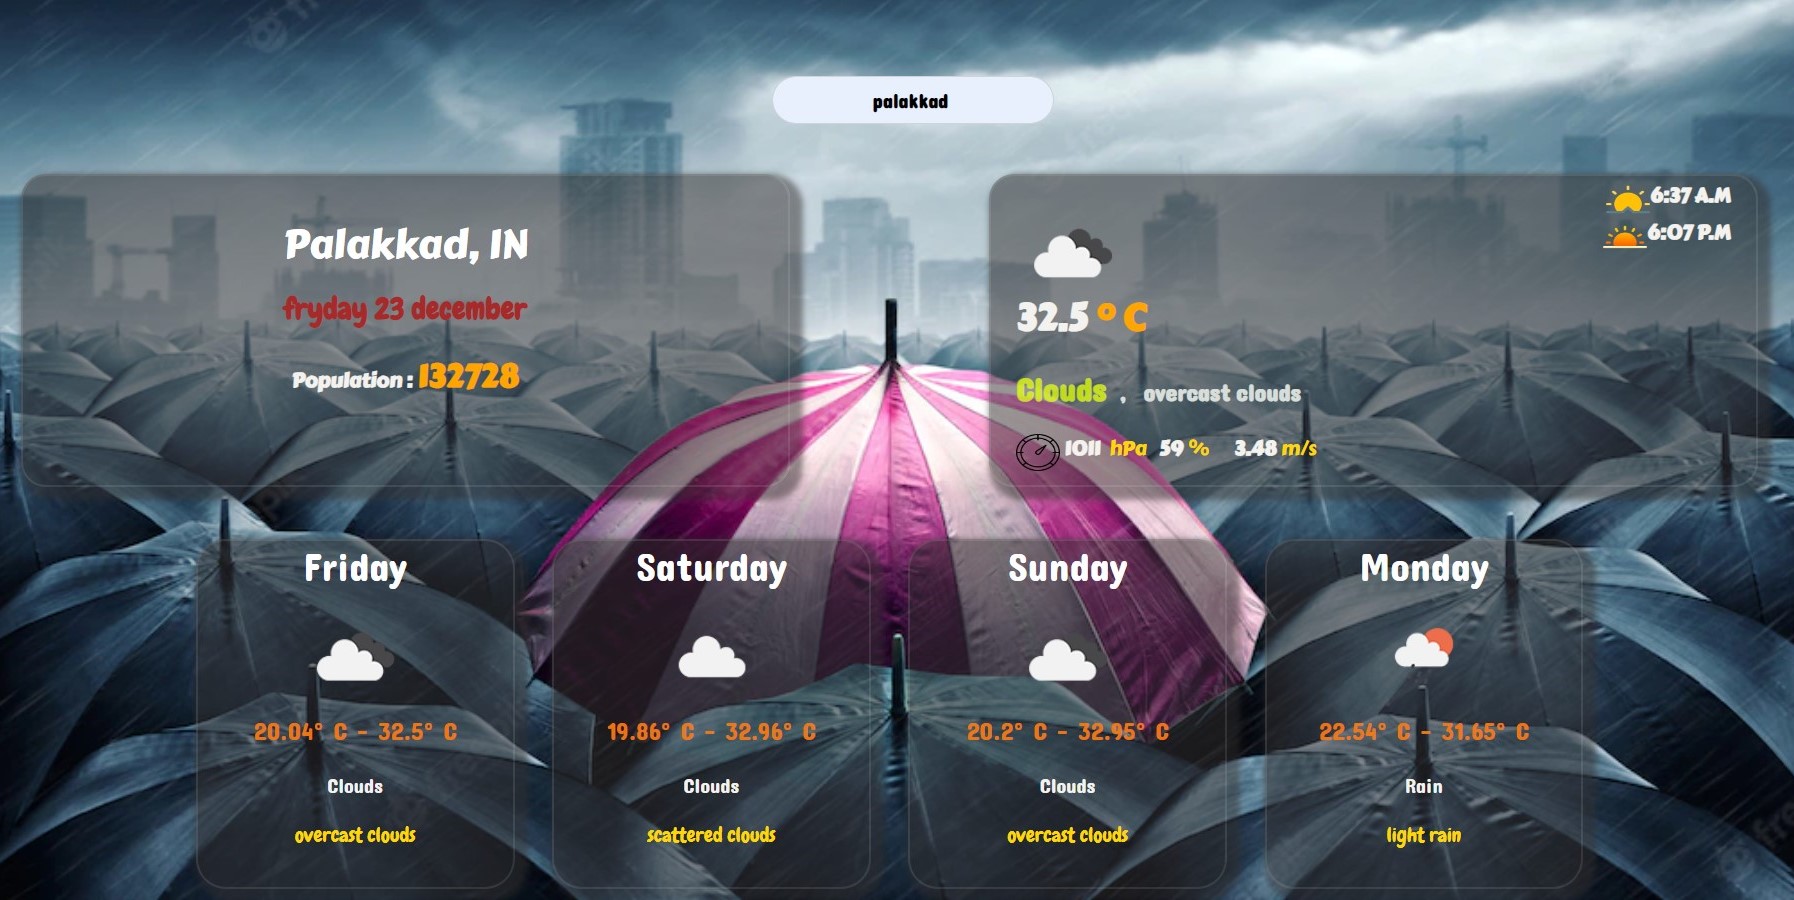 palakkad
Palakkad, IN
fryday 23 december
Population : 132728
6:37 A.M
6:07 P.M
32.5 ° C
Clouds , overcast clouds
1011 hPa 59 % 3.48 m/s
Friday
20.04° C - 32.5° C
Clouds
overcast clouds
Saturday
19.86° C - 32.96° C
Clouds
scattered clouds
Sunday
20.2° C - 32.95° C
Clouds
overcast clouds
Monday
22.54° C - 31.65° C
Rain
light rain